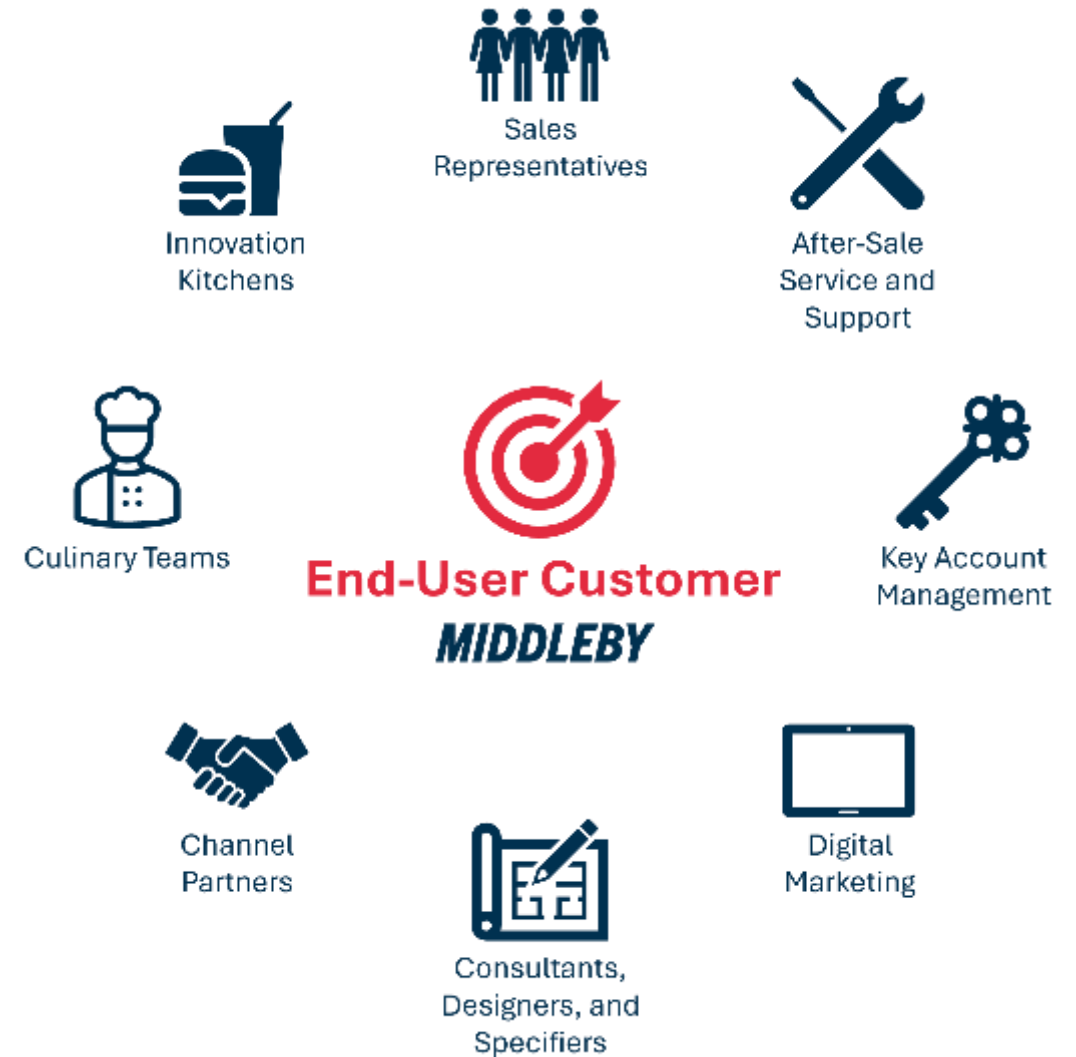 Sales
Representatives
Innovation
Kitchens
After-Sale
Service and
Support
Culinary Teams
End-User Customer
MIDDLEBY
Key Account
Management
Channel
Partners
Digital
Marketing
Consultants,
Designers, and
Specifiers